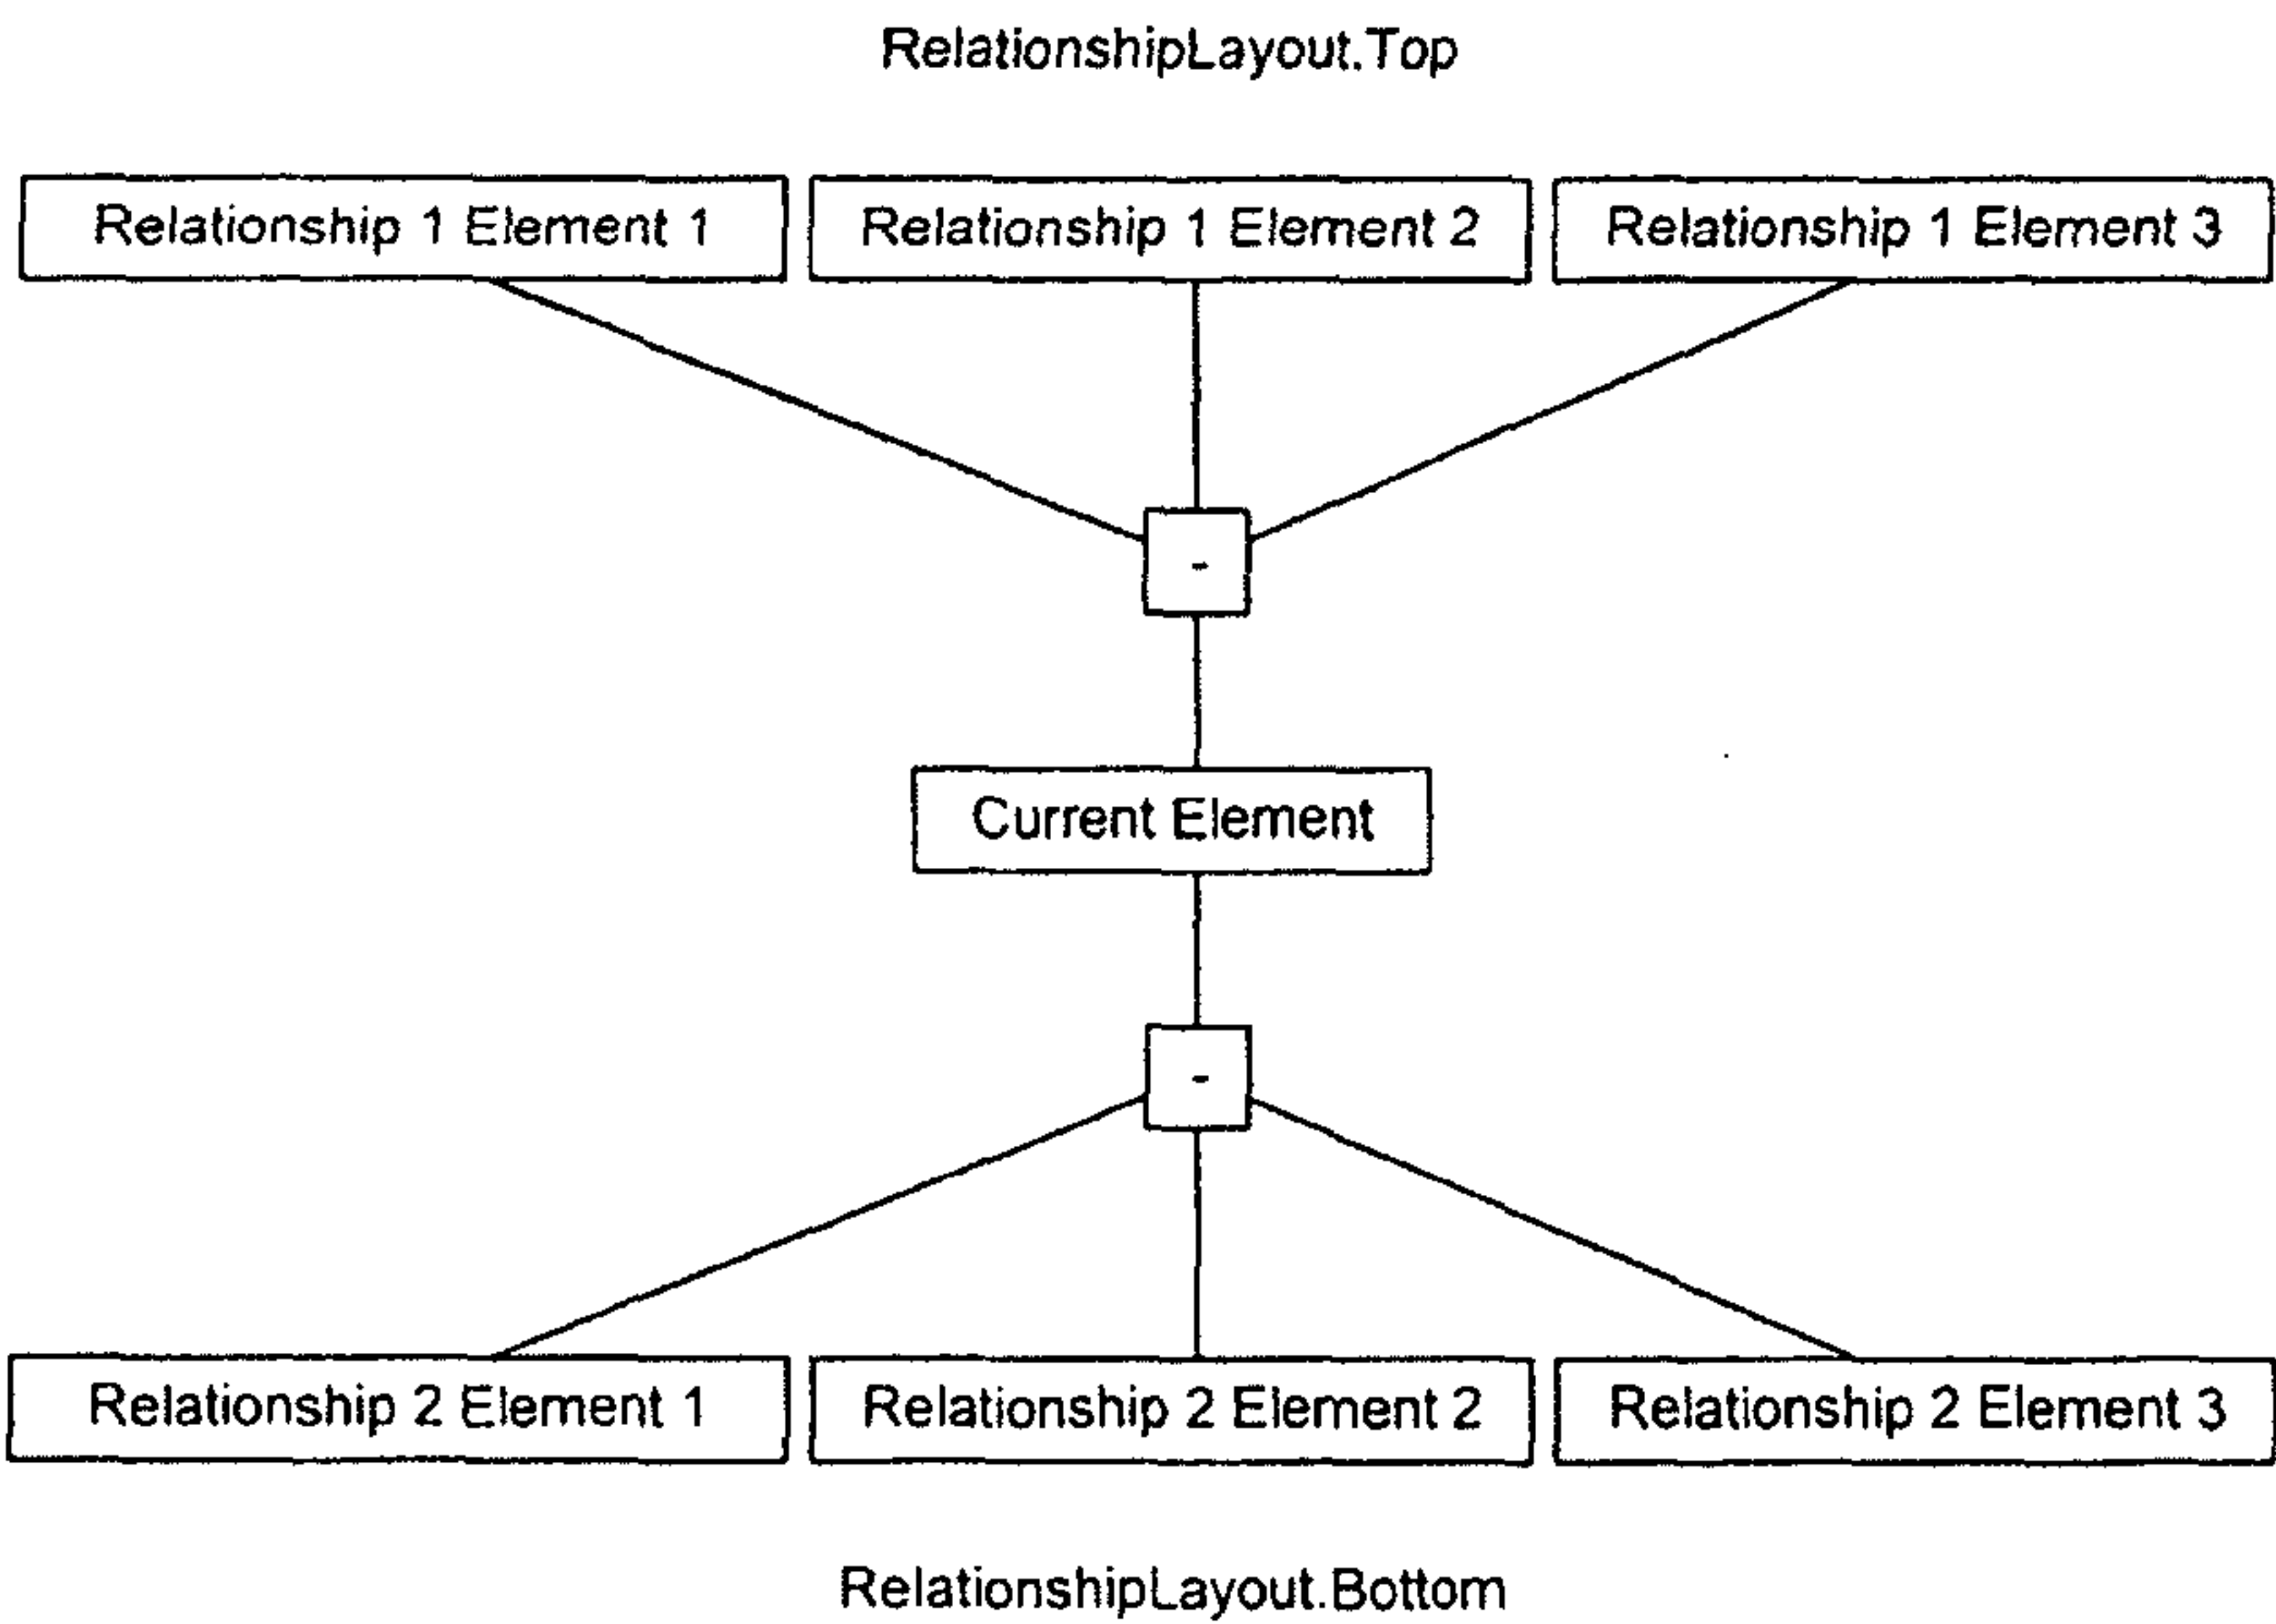 RelationshipLayout.Top
Relationship 1 Element 1
Relationship 1 Element 2
Relationship 1 Element 3
-
Current Element
-
Relationship 2 Element 1
Relationship 2 Element 2
Relationship 2 Element 3
RelationshipLayout.Bottom